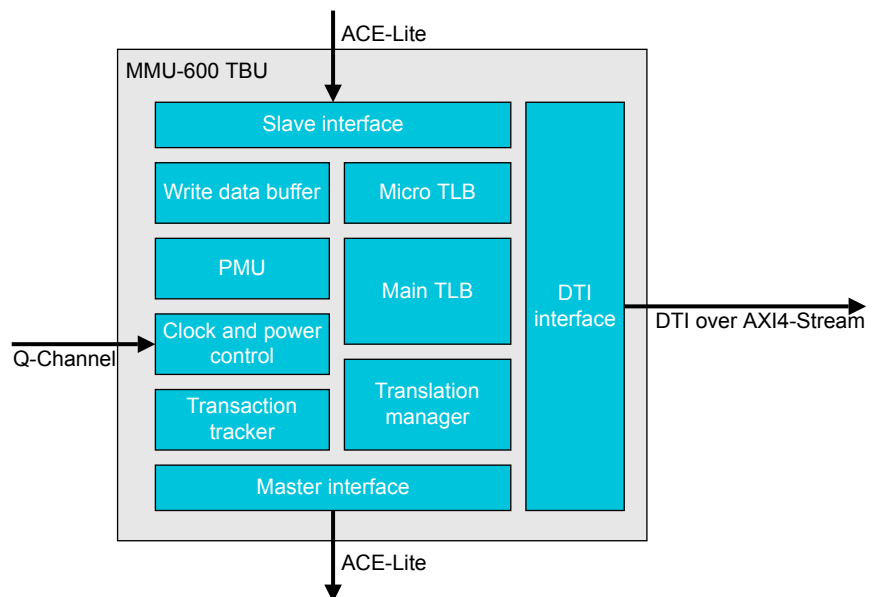 ACE-Lite
MMU-600 TBU
Slave interface
Write data buffer
Micro TLB
PMU
Main TLB
DTI
interface
DTI over AXI4-Stream
Clock and power
control
Q-Channel
Translation
manager
Transaction
tracker
Master interface
ACE-Lite